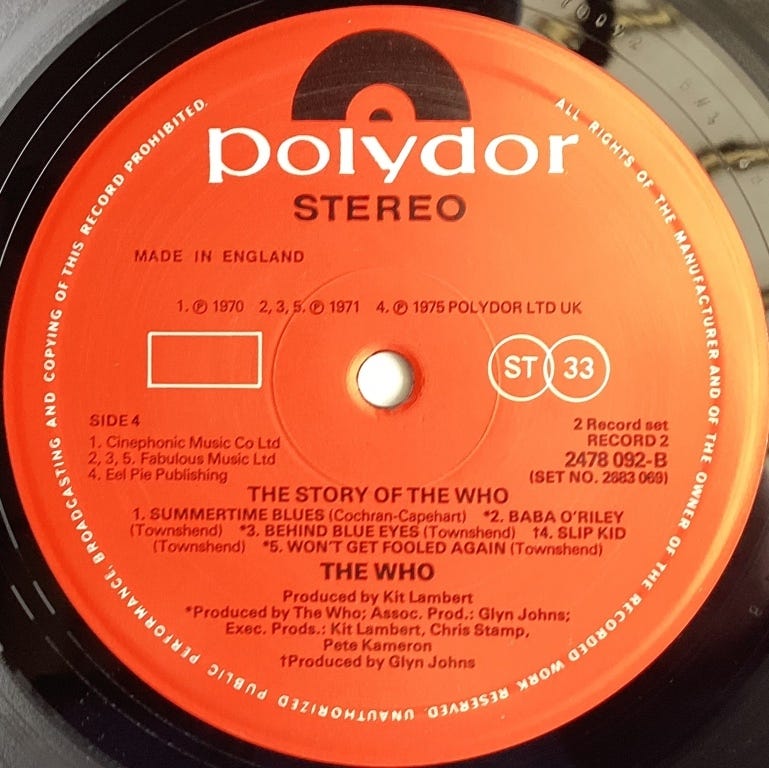 polydor
STEREO
MADE IN ENGLAND
1. ℗ 1970 2, 3, 5. ℗ 1971 4. ℗ 1975 POLYDOR LTD UK
ST 33
SIDE 4
1. Cinephonic Music Co Ltd
2, 3, 5. Fabulous Music Ltd
4. Eel Pie Publishing
2 Record set
RECORD 2
2478 092-B
(SET NO. 2683 069)
THE STORY OF THE WHO
1. SUMMERTIME BLUES (Cochran-Capehart) *2. BABA O'RILEY
(Townshend) *3. BEHIND BLUE EYES (Townshend) †4. SLIP KID
(Townshend) *5. WON'T GET FOOLED AGAIN (Townshend)
THE WHO
Produced by Kit Lambert
*Produced by The Who; Assoc. Prod.: Glyn Johns;
Exec. Prods.: Kit Lambert, Chris Stamp,
Pete Kameron
†Produced by Glyn Johns
ALL RIGHTS OF THE MANUFACTURER AND OF THE OWNER OF THE RECORDED WORK RESERVED. UNAUTHORIZED PUBLIC PERFORMANCE, BROADCASTING AND COPYING OF THIS RECORD PROHIBITED.